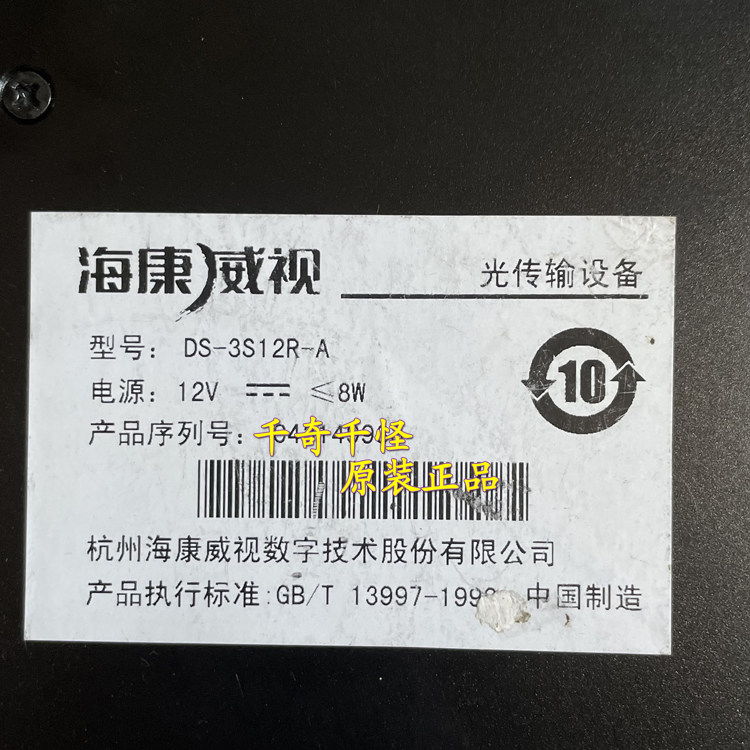 海康威视
光传输设备
型号: DS-3S12R-A
电源: 12V ≤8W
10
产品序列号:
千奇千怪
原装正品
杭州海康威视数字技术股份有限公司
产品执行标准:GB/T 中国制造